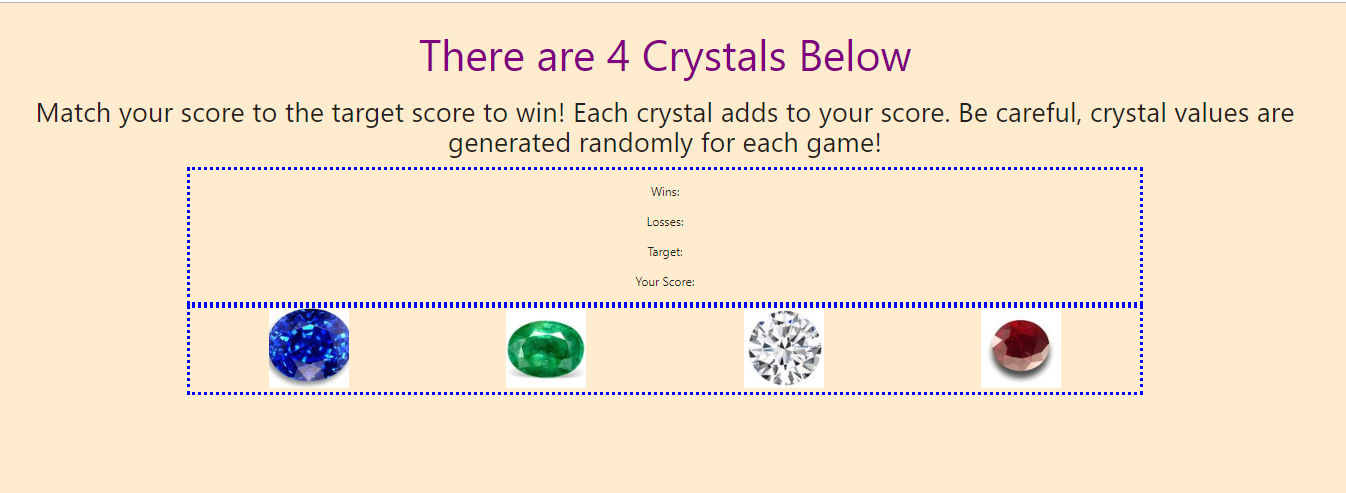 There are 4 Crystals Below
Match your score to the target score to win! Each crystal adds to your score. Be careful, crystal values are
generated randomly for each game!
Wins:
Losses:
Target:
Your Score: